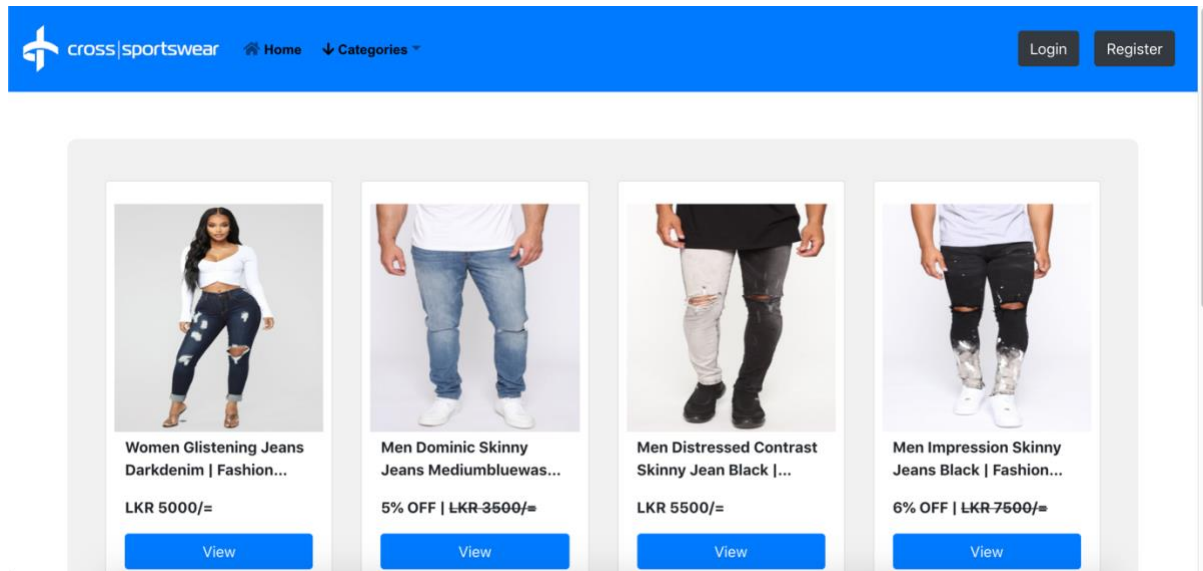 cross|sportswear Home Categories Login Register
Women Glistening Jeans
Darkdenim | Fashion...
LKR 5000/=
View
Men Dominic Skinny
Jeans Mediumbluewas...
5% OFF | LKR 3500/=
View
Men Distressed Contrast
Skinny Jean Black |...
LKR 5500/=
View
Men Impression Skinny
Jeans Black | Fashion...
6% OFF | LKR 7500/=
View